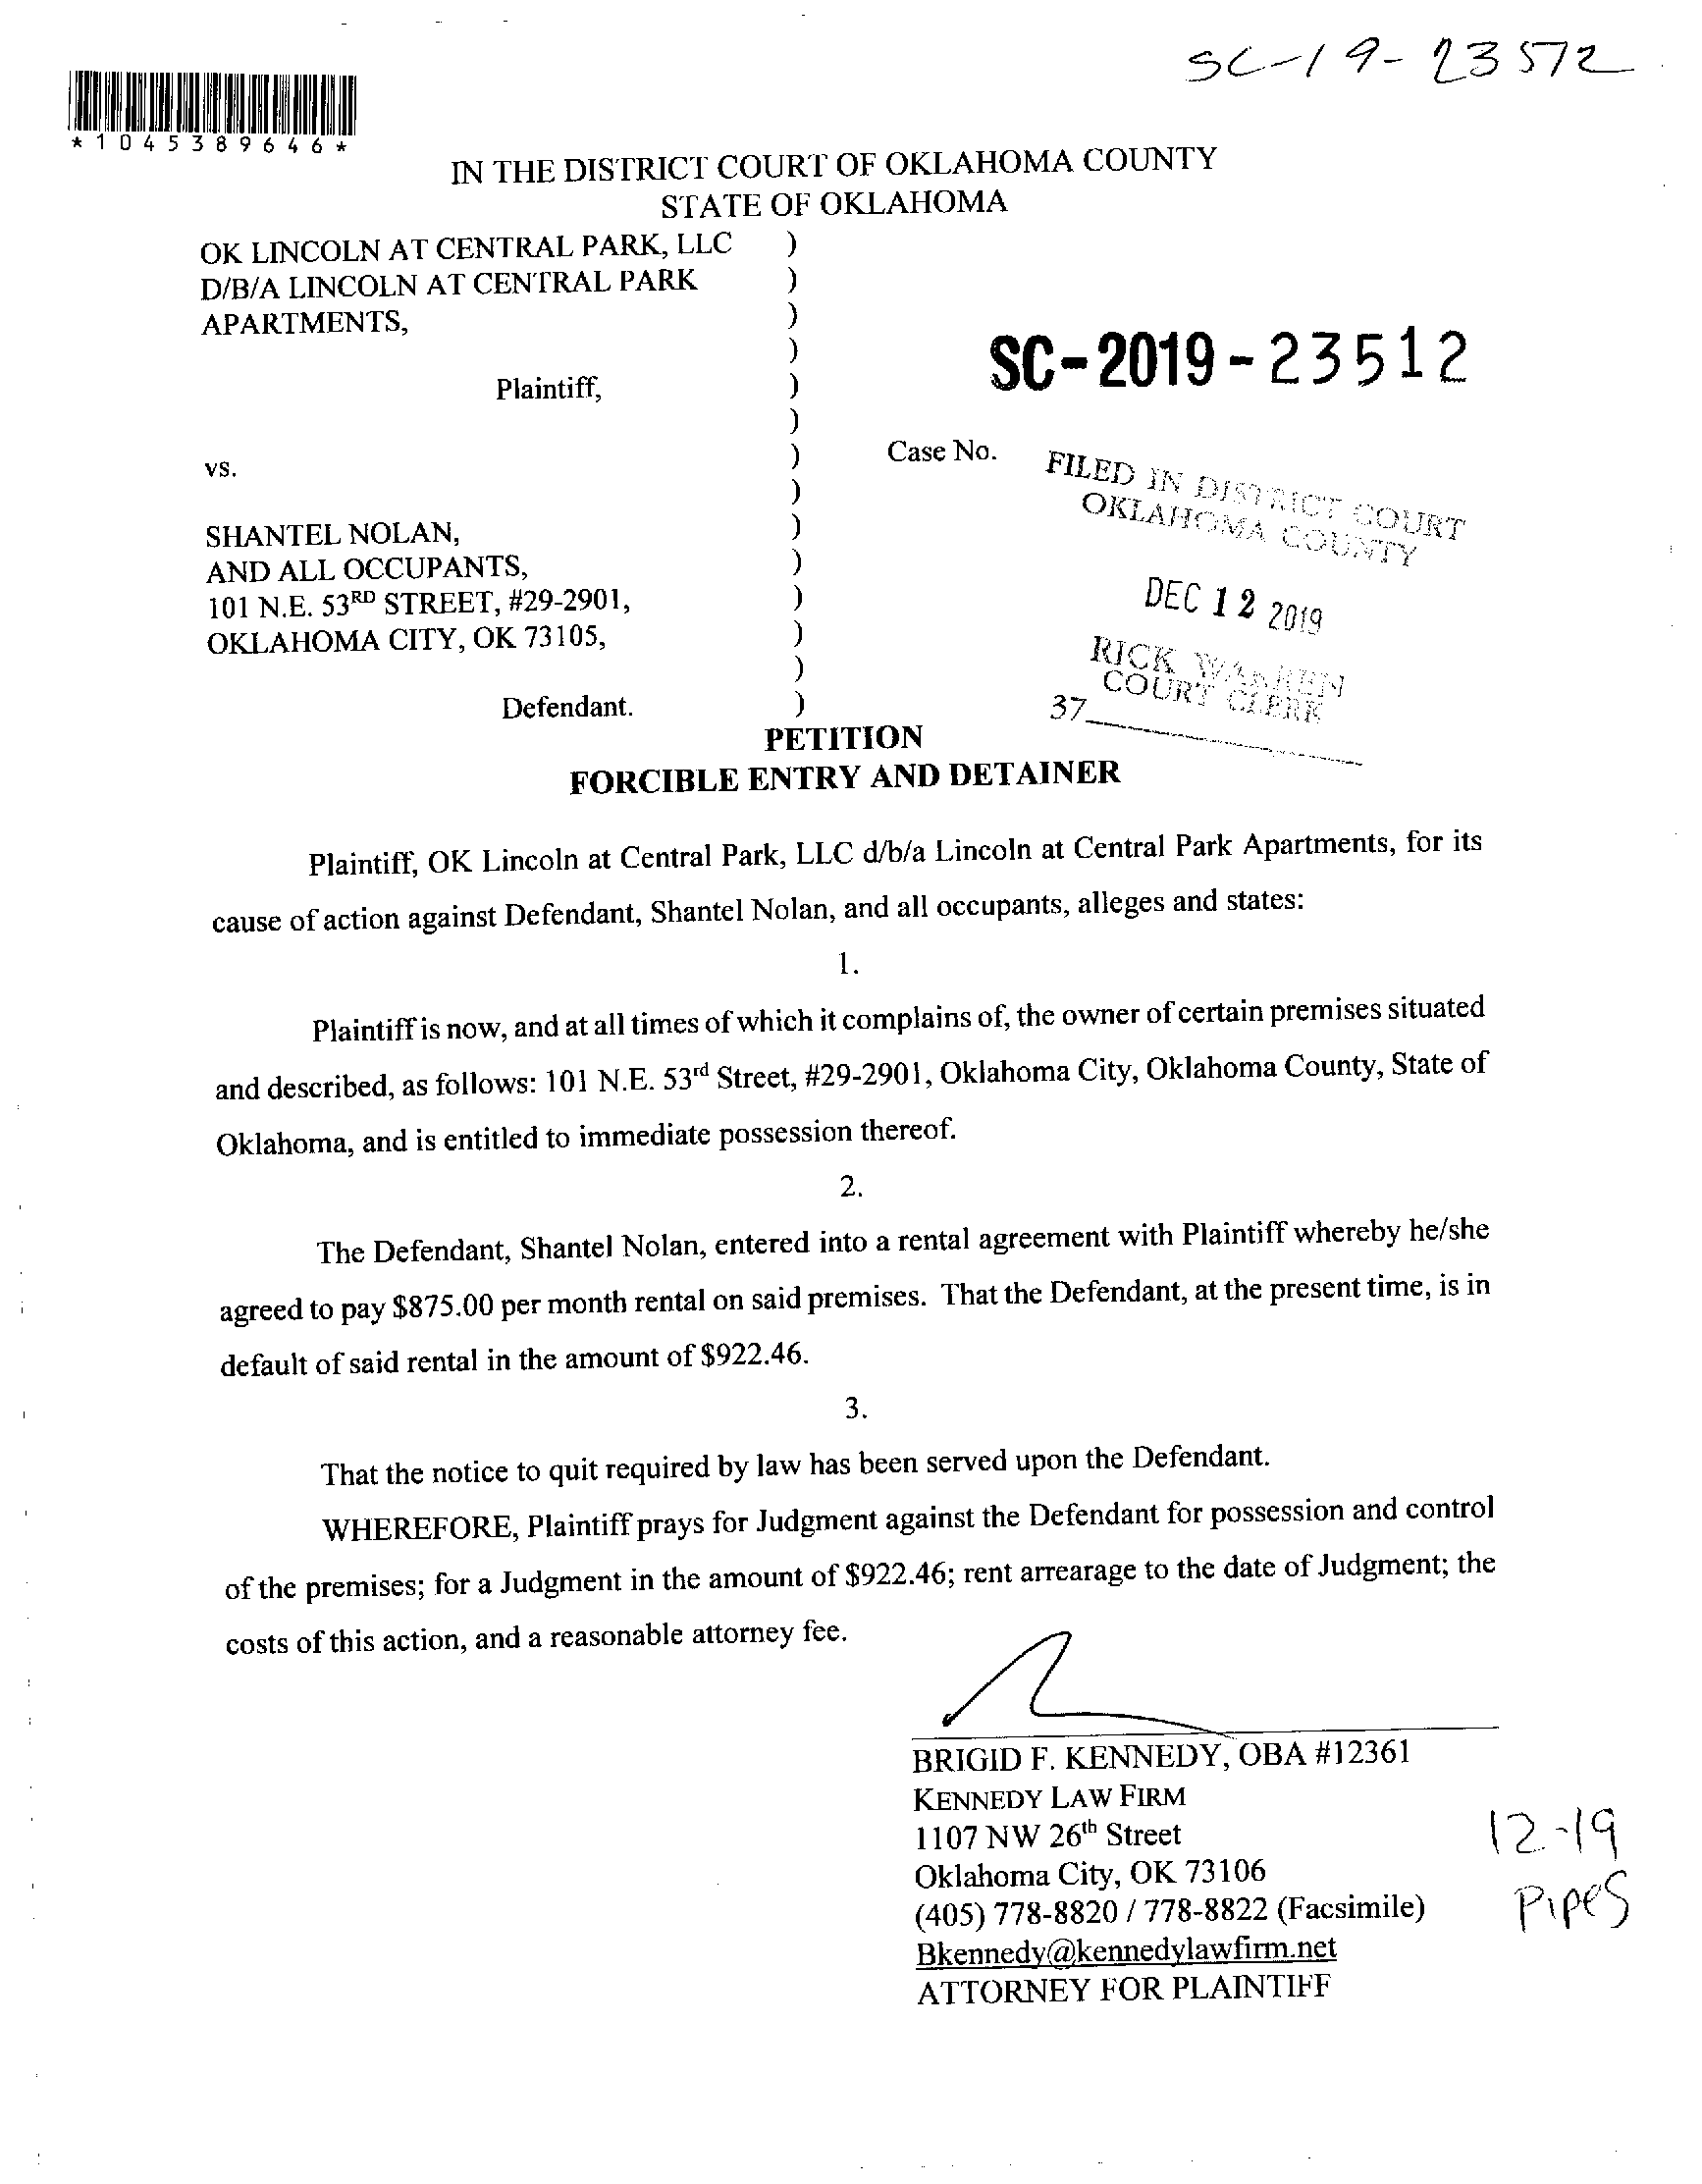 SC-19-23512
*1045389646*
IN THE DISTRICT COURT OF OKLAHOMA COUNTY
STATE OF OKLAHOMA
OK LINCOLN AT CENTRAL PARK, LLC )
D/B/A LINCOLN AT CENTRAL PARK )
APARTMENTS, )
)
SC-2019-23512
Plaintiff, )
)
vs. ) Case No.
)
FILED IN DISTRICT COURT
OKLAHOMA COUNTY
SHANTEL NOLAN, )
AND ALL OCCUPANTS, )
101 N.E. 53RD STREET, #29-2901, )
DEC 12 2019
OKLAHOMA CITY, OK 73105, )
)
RICK WARREN
COURT CLERK
Defendant. )
37
PETITION
FORCIBLE ENTRY AND DETAINER
Plaintiff, OK Lincoln at Central Park, LLC d/b/a Lincoln at Central Park Apartments, for its
cause of action against Defendant, Shantel Nolan, and all occupants, alleges and states:
1.
Plaintiff is now, and at all times of which it complains of, the owner of certain premises situated
and described, as follows: 101 N.E. 53rd Street, #29-2901, Oklahoma City, Oklahoma County, State of
Oklahoma, and is entitled to immediate possession thereof.
2.
The Defendant, Shantel Nolan, entered into a rental agreement with Plaintiff whereby he/she
agreed to pay $875.00 per month rental on said premises. That the Defendant, at the present time, is in
default of said rental in the amount of $922.46.
3.
That the notice to quit required by law has been served upon the Defendant.
WHEREFORE, Plaintiff prays for Judgment against the Defendant for possession and control
of the premises; for a Judgment in the amount of $922.46; rent arrearage to the date of Judgment; the
costs of this action, and a reasonable attorney fee.
BRIGID F. KENNEDY, OBA #12361
KENNEDY LAW FIRM
1107 NW 26th Street
Oklahoma City, OK 73106
(405) 778-8820 / 778-8822 (Facsimile)
Bkennedy@kennedylawfirm.net
ATTORNEY FOR PLAINTIFF
12-19
Pipes